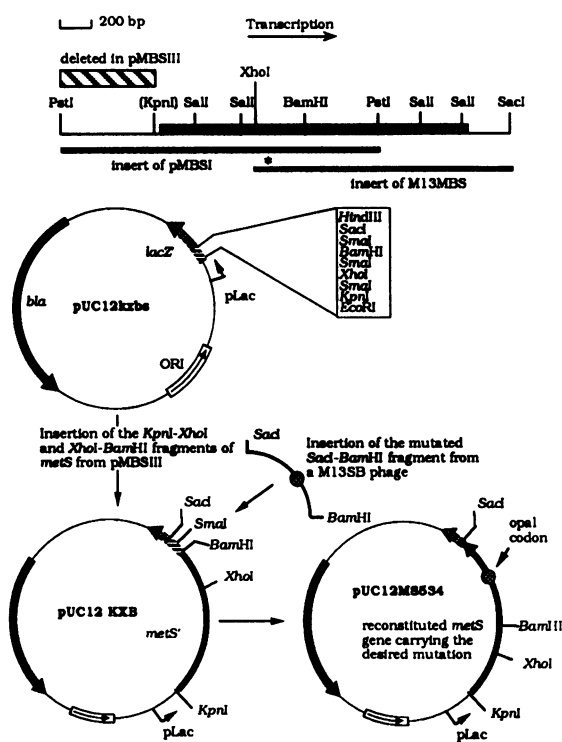 200 bp
Transcription
deleted in pMBSIII
XhoI
PstI (KpnI) SalI SalI BamHI PstI SalI SalI SacI
insert of pMBSI
*
insert of M13MBS
HindIII
SacI
SmaI
BamHI
SmaI
XhoI
SmaI
KpnI
EcoRI
lacZ'
pLac
bla
pUC12kxbs
ORI
Insertion of the KpnI-XhoI
and XhoI-BamHI fragments of
metS from pMBSIII
SacI
Insertion of the mutated
SacI-BamHI fragment from
a M13SB phage
BamHI
SacI
SmaI
BamHI
XhoI
pUC12 KXB
metS'
KpnI
pLac
SacI
opal
codon
pUC12M8534
reconstituted metS
gene carrying the
desired mutation
BamHI
XhoI
KpnI
pLac